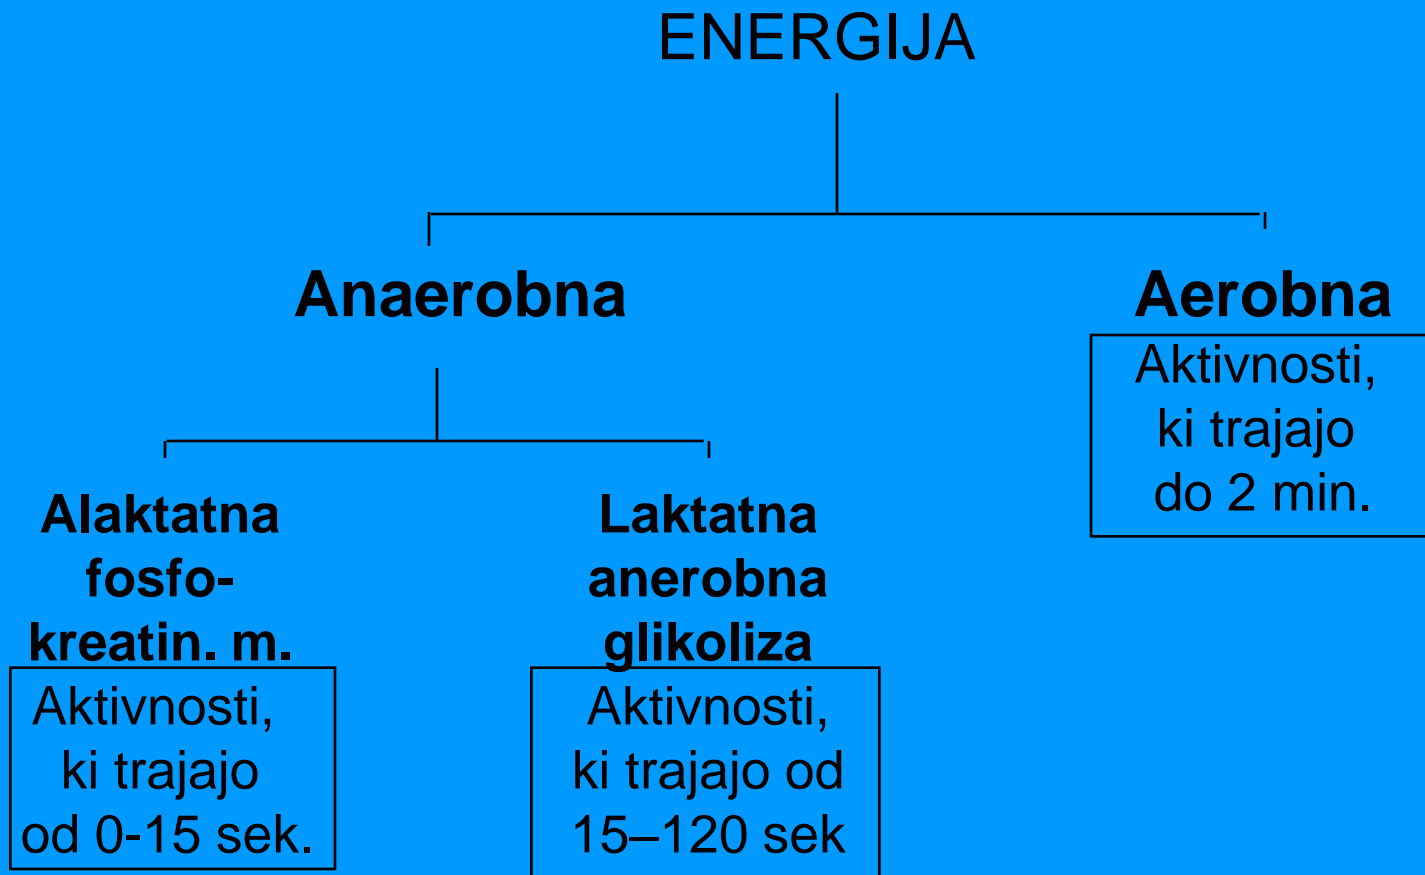 ENERGIJA
Anaerobna
Aerobna
Aktivnosti,
ki trajajo
do 2 min.
Alaktatna
fosfo-
kreatin. m.
Aktivnosti,
ki trajajo
od 0-15 sek.
Laktatna
anerobna
glikoliza
Aktivnosti,
ki trajajo od
15–120 sek